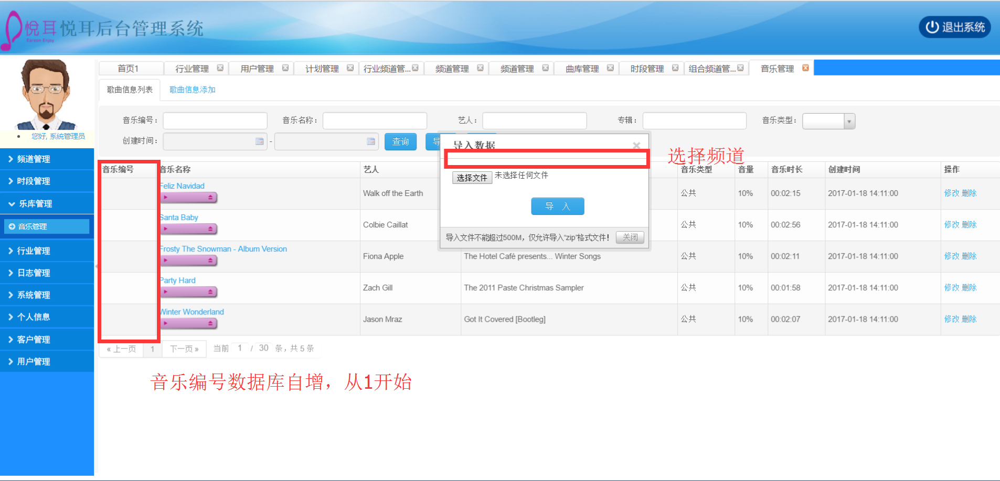 悦耳 悦耳后台管理系统
Earson Enjoy
退出系统
首页1 行业管理 用户管理 计划管理 行业频道管... 频道管理 频道管理 曲库管理 时段管理 组合频道管... 音乐管理
歌曲信息列表 歌曲信息添加
音乐编号： 音乐名称： 艺人： 专辑： 音乐类型：
创建时间： - 查询 导
您好, 系统管理员
频道管理
时段管理
乐库管理
音乐管理
行业管理
日志管理
系统管理
个人信息
客户管理
用户管理
导入数据 ×
选择频道
选择文件 未选择任何文件
导 入
导入文件不能超过500M，仅允许导入“zip”格式文件！ 关闭
音乐编号 音乐名称 艺人 音乐类型 音量 音乐时长 创建时间 操作
Feliz Navidad
Walk off the Earth 公共 10% 00:02:15 2017-01-18 14:11:00 修改 删除
Santa Baby
Colbie Caillat 公共 10% 00:02:56 2017-01-18 14:11:00 修改 删除
Frosty The Snowman - Album Version
Fiona Apple The Hotel Café presents... Winter Songs 公共 10% 00:02:11 2017-01-18 14:11:00 修改 删除
Party Hard
Zach Gill The 2011 Paste Christmas Sampler 公共 10% 00:01:58 2017-01-18 14:11:00 修改 删除
Winter Wonderland
Jason Mraz Got It Covered [Bootleg] 公共 10% 00:02:07 2017-01-18 14:11:00 修改 删除
« 上一页 1 下一页 » 当前 1 / 30 条，共 5 条
音乐编号数据库自增，从1开始